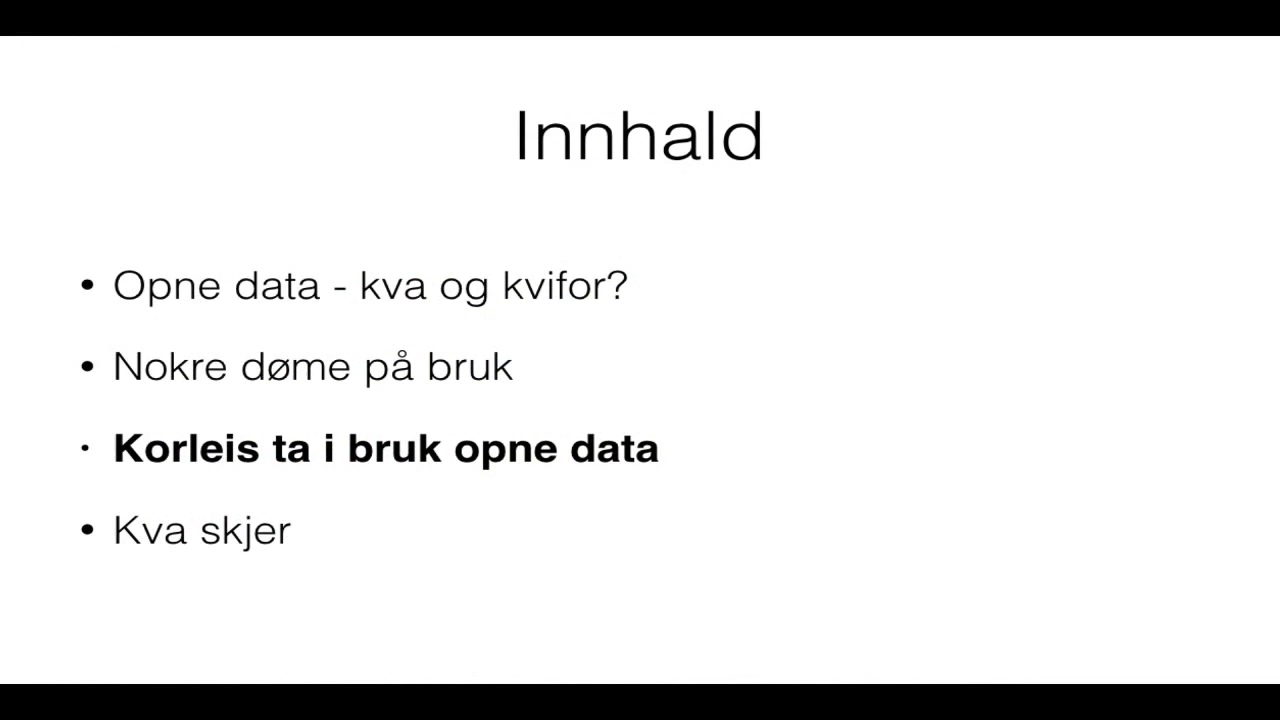 Innhald
• Opne data - kva og kvifor?
• Nokre døme på bruk
• Korleis ta i bruk opne data
• Kva skjer